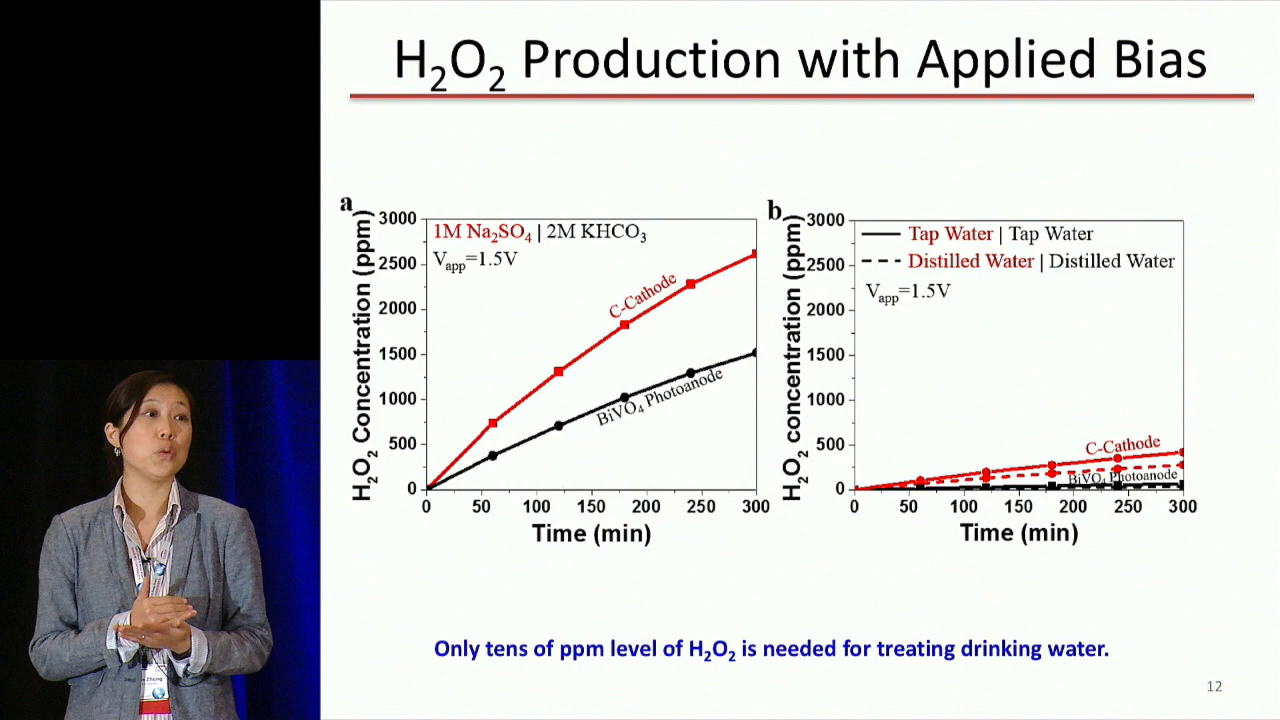 H₂O₂ Production with Applied Bias
a
H₂O₂ Concentration (ppm)
3000
2500
2000
1500
1000
500
0
1M Na₂SO₄ | 2M KHCO₃
Vapp=1.5V
C-Cathode
BiVO₄ Photoanode
0 50 100 150 200 250 300
Time (min)
b
H₂O₂ concentration (ppm)
3000
2500
2000
1500
1000
500
0
Tap Water | Tap Water
Distilled Water | Distilled Water
Vapp=1.5V
C-Cathode
BiVO₄ Photoanode
0 50 100 150 200 250 300
Time (min)
Only tens of ppm level of H₂O₂ is needed for treating drinking water.
12
Zheng